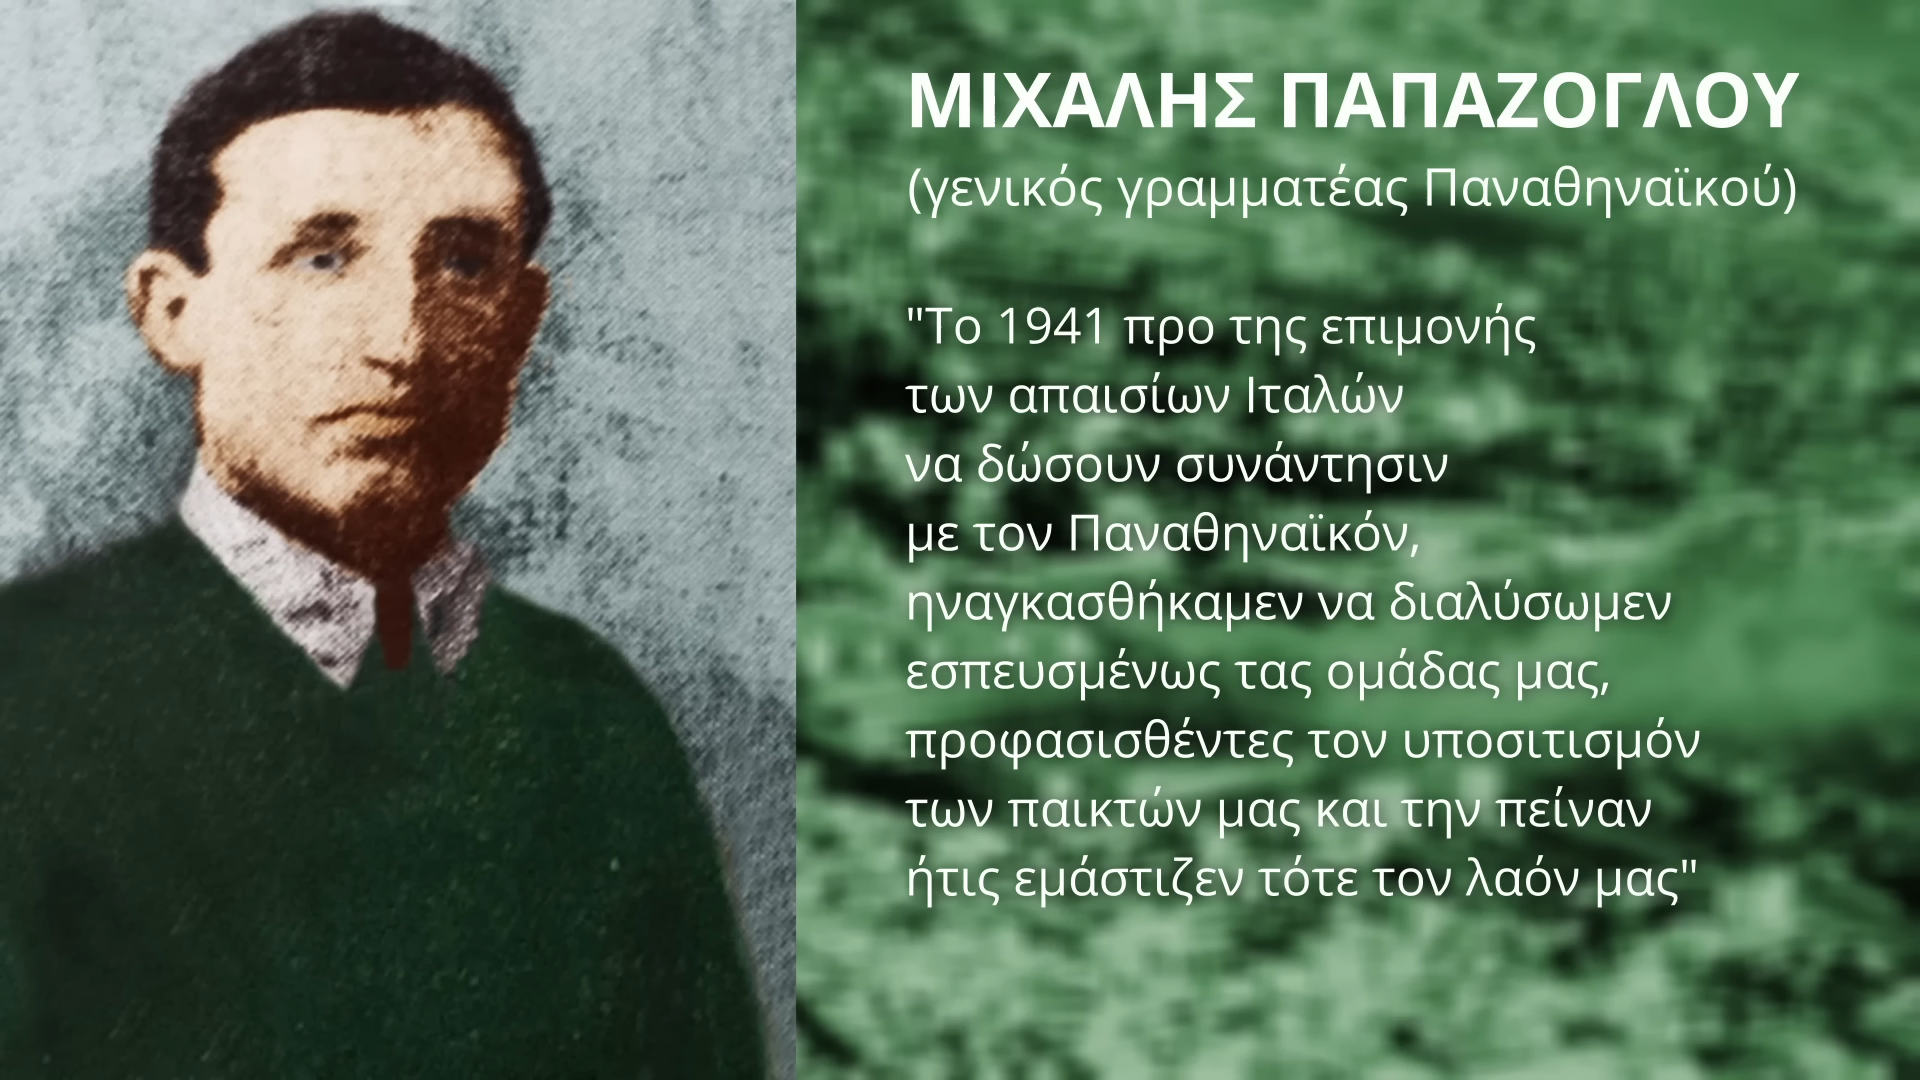 ΜΙΧΑΛΗΣ ΠΑΠΑΖΟΓΛΟΥ
(γενικός γραμματέας Παναθηναϊκού)
"Το 1941 προ της επιμονής
των απαισίων Ιταλών
να δώσουν συνάντησιν
με τον Παναθηναϊκόν,
ηναγκασθήκαμεν να διαλύσωμεν
εσπευσμένως τας ομάδας μας,
προφασισθέντες τον υποσιτισμόν
των παικτών μας και την πείναν
ήτις εμάστιζεν τότε τον λαόν μας"